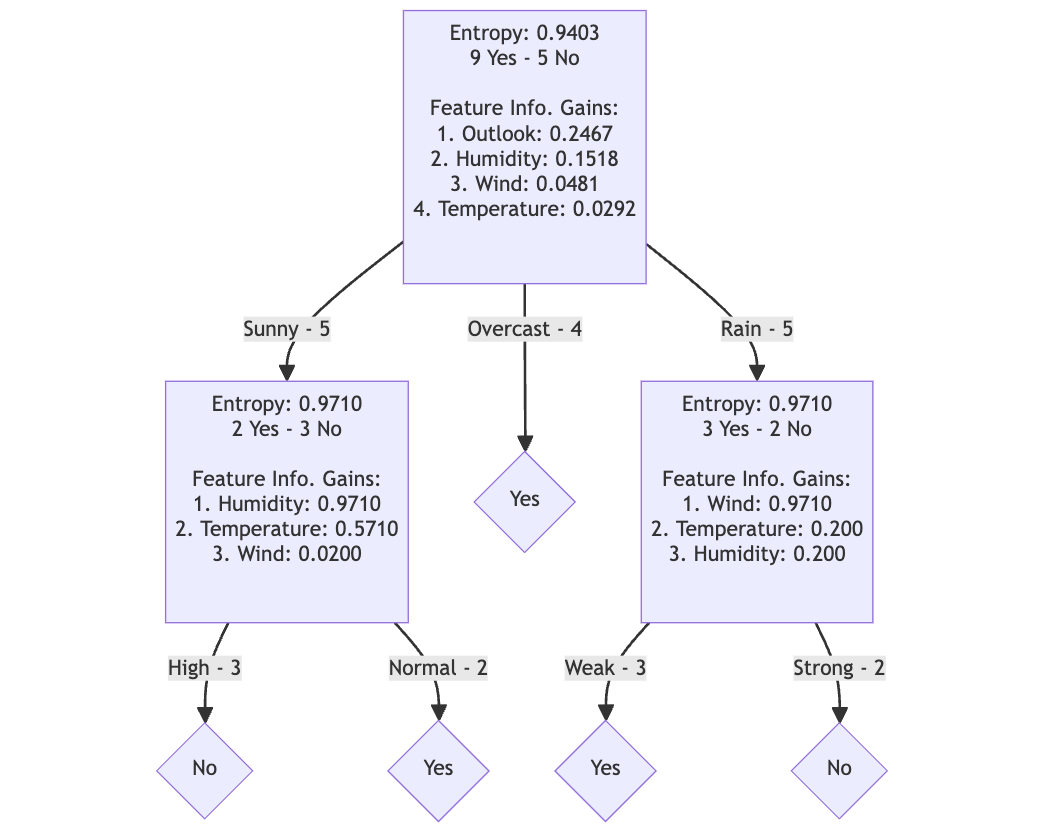 Entropy: 0.9403
9 Yes - 5 No
Feature Info. Gains:
1. Outlook: 0.2467
2. Humidity: 0.1518
3. Wind: 0.0481
4. Temperature: 0.0292
Sunny - 5
Overcast - 4
Rain - 5
Entropy: 0.9710
2 Yes - 3 No
Feature Info. Gains:
1. Humidity: 0.9710
2. Temperature: 0.5710
3. Wind: 0.0200
Yes
Entropy: 0.9710
3 Yes - 2 No
Feature Info. Gains:
1. Wind: 0.9710
2. Temperature: 0.200
3. Humidity: 0.200
High - 3
Normal - 2
Weak - 3
Strong - 2
No
Yes
Yes
No